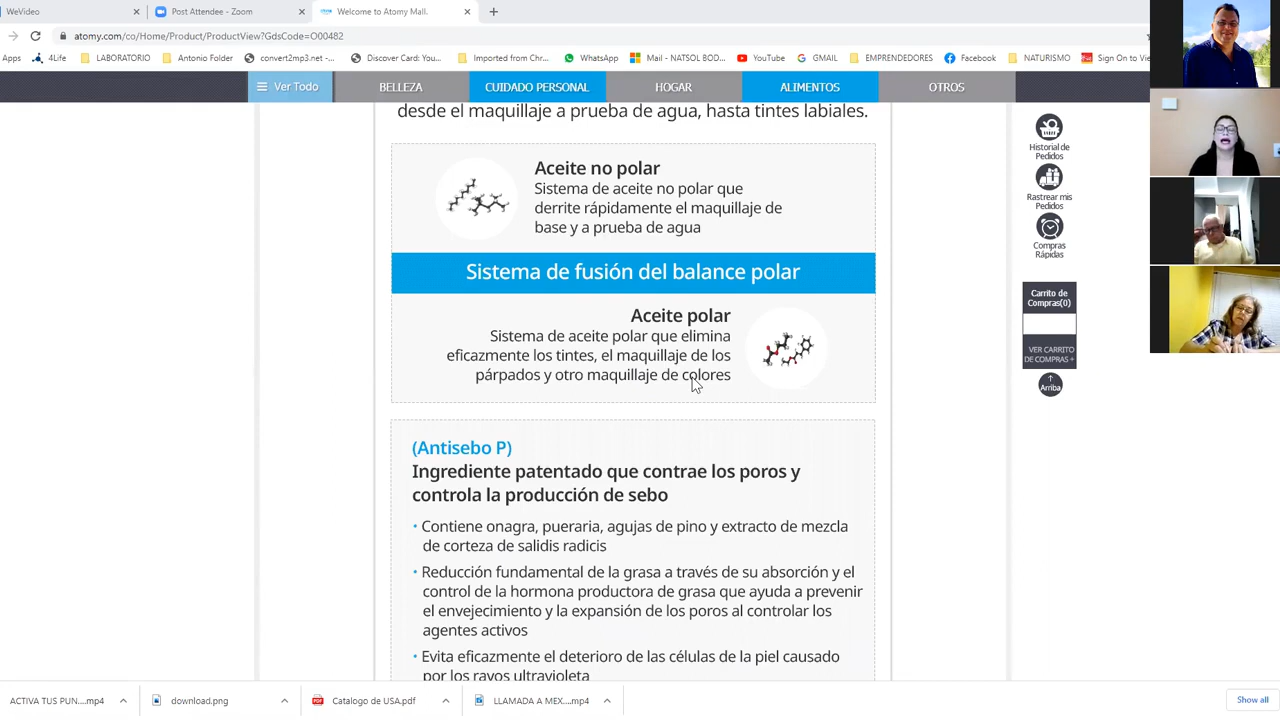 WeVideo
Post Attendee - Zoom
Welcome to Atomy Mall.
atomy.com/co/Home/Product/ProductView?GdsCode=O00482
Apps
4Life
LABORATORIO
Antonio Folder
convert2mp3.net -...
Discover Card: You...
Imported from Chr...
WhatsApp
Mail - NATSOL BOD...
YouTube
GMAIL
EMPRENDEDORES
Facebook
NATURISMO
Sign On to Vie
Ver Todo
BELLEZA
CUIDADO PERSONAL
HOGAR
ALIMENTOS
OTROS
desde el maquillaje a prueba de agua, hasta tintes labiales.
Aceite no polar
Sistema de aceite no polar que
derrite rápidamente el maquillaje de
base y a prueba de agua
Sistema de fusión del balance polar
Aceite polar
Sistema de aceite polar que elimina
eficazmente los tintes, el maquillaje de los
párpados y otro maquillaje de colores
(Antisebo P)
Ingrediente patentado que contrae los poros y
controla la producción de sebo
• Contiene onagra, pueraria, agujas de pino y extracto de mezcla
de corteza de salidis radicis
• Reducción fundamental de la grasa a través de su absorción y el
control de la hormona productora de grasa que ayuda a prevenir
el envejecimiento y la expansión de los poros al controlar los
agentes activos
• Evita eficazmente el deterioro de las células de la piel causado
por los rayos ultravioleta
Historial de
Pedidos
Rastrear mis
Pedidos
Compras
Rápidas
Carrito de
Compras(0)
VER CARRITO
DE COMPRAS +
Arriba
ACTIVA TUS PUN....mp4
download.png
Catalogo de USA.pdf
LLAMADA A MEX....mp4
Show all